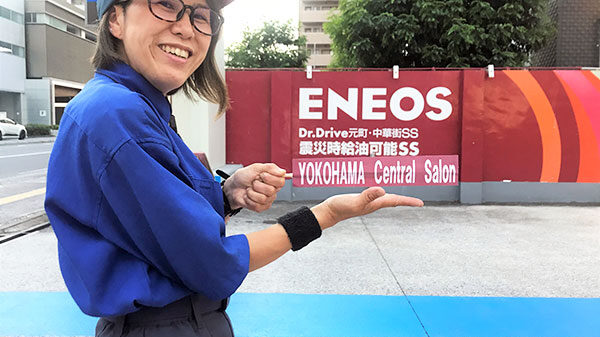 ENEOS
Dr.Drive元町・中華街SS
震災時給油可能SS
YOKOHAMA Central Salon